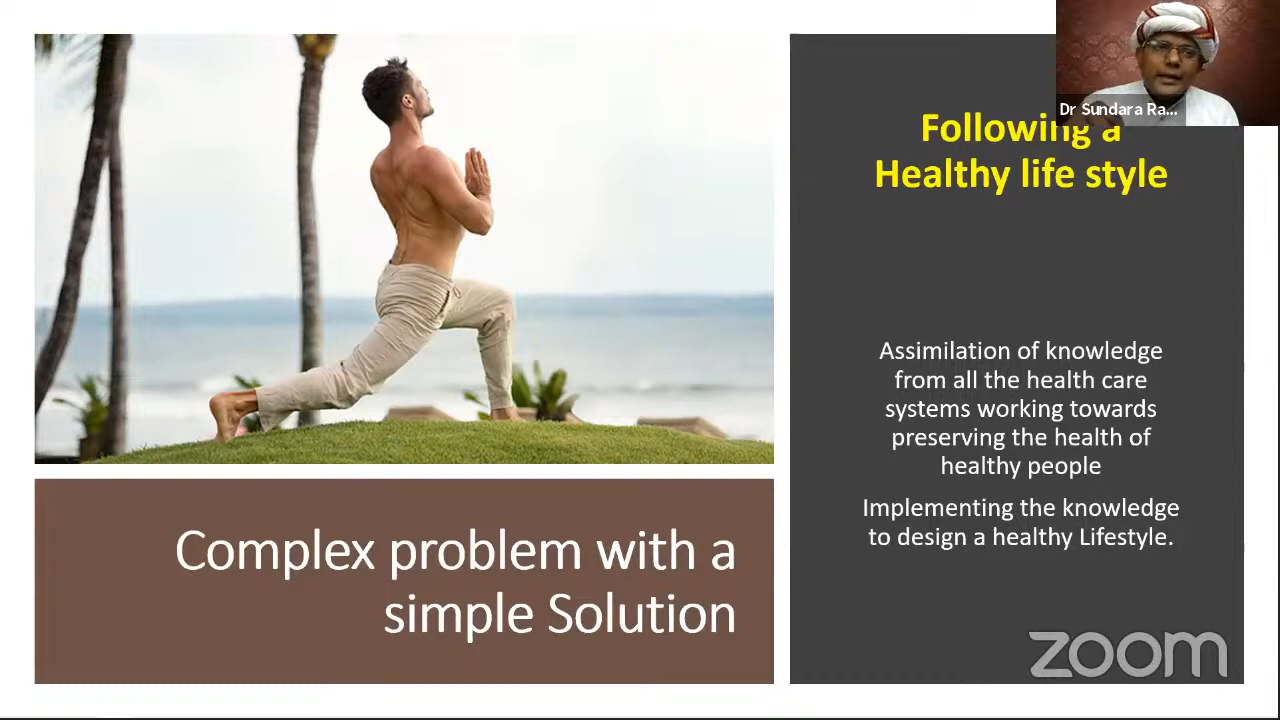 Dr Sundara Ra...
Following a
Healthy life style
Assimilation of knowledge
from all the health care
systems working towards
preserving the health of
healthy people
Implementing the knowledge
to design a healthy Lifestyle.
Complex problem with a
simple Solution
zoom